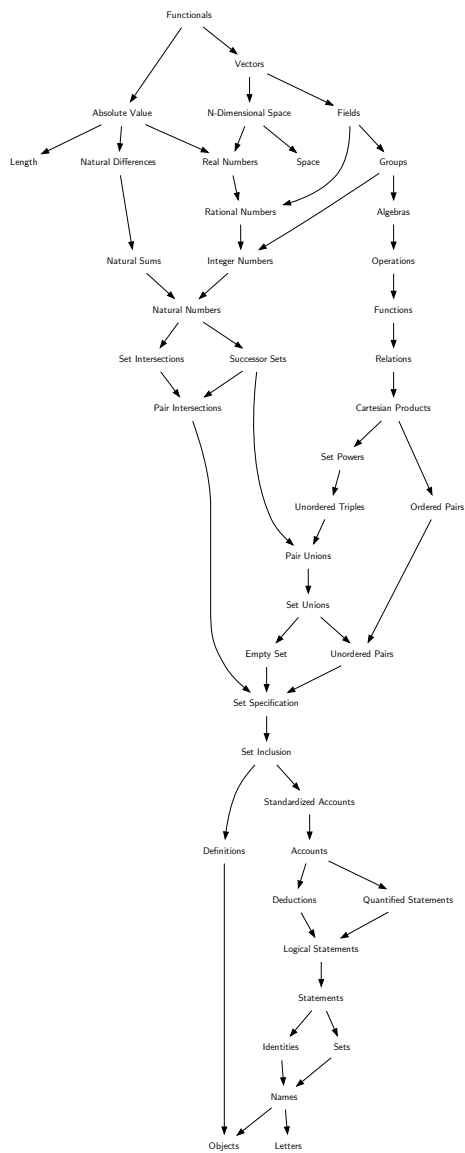 Functionals
Vectors
Absolute Value
N-Dimensional Space
Fields
Length
Natural Differences
Real Numbers
Space
Groups
Rational Numbers
Algebras
Natural Sums
Integer Numbers
Operations
Natural Numbers
Functions
Set Intersections
Successor Sets
Relations
Pair Intersections
Cartesian Products
Set Powers
Unordered Triples
Ordered Pairs
Pair Unions
Set Unions
Empty Set
Unordered Pairs
Set Specification
Set Inclusion
Standardized Accounts
Definitions
Accounts
Deductions
Quantified Statements
Logical Statements
Statements
Identities
Sets
Names
Objects
Letters